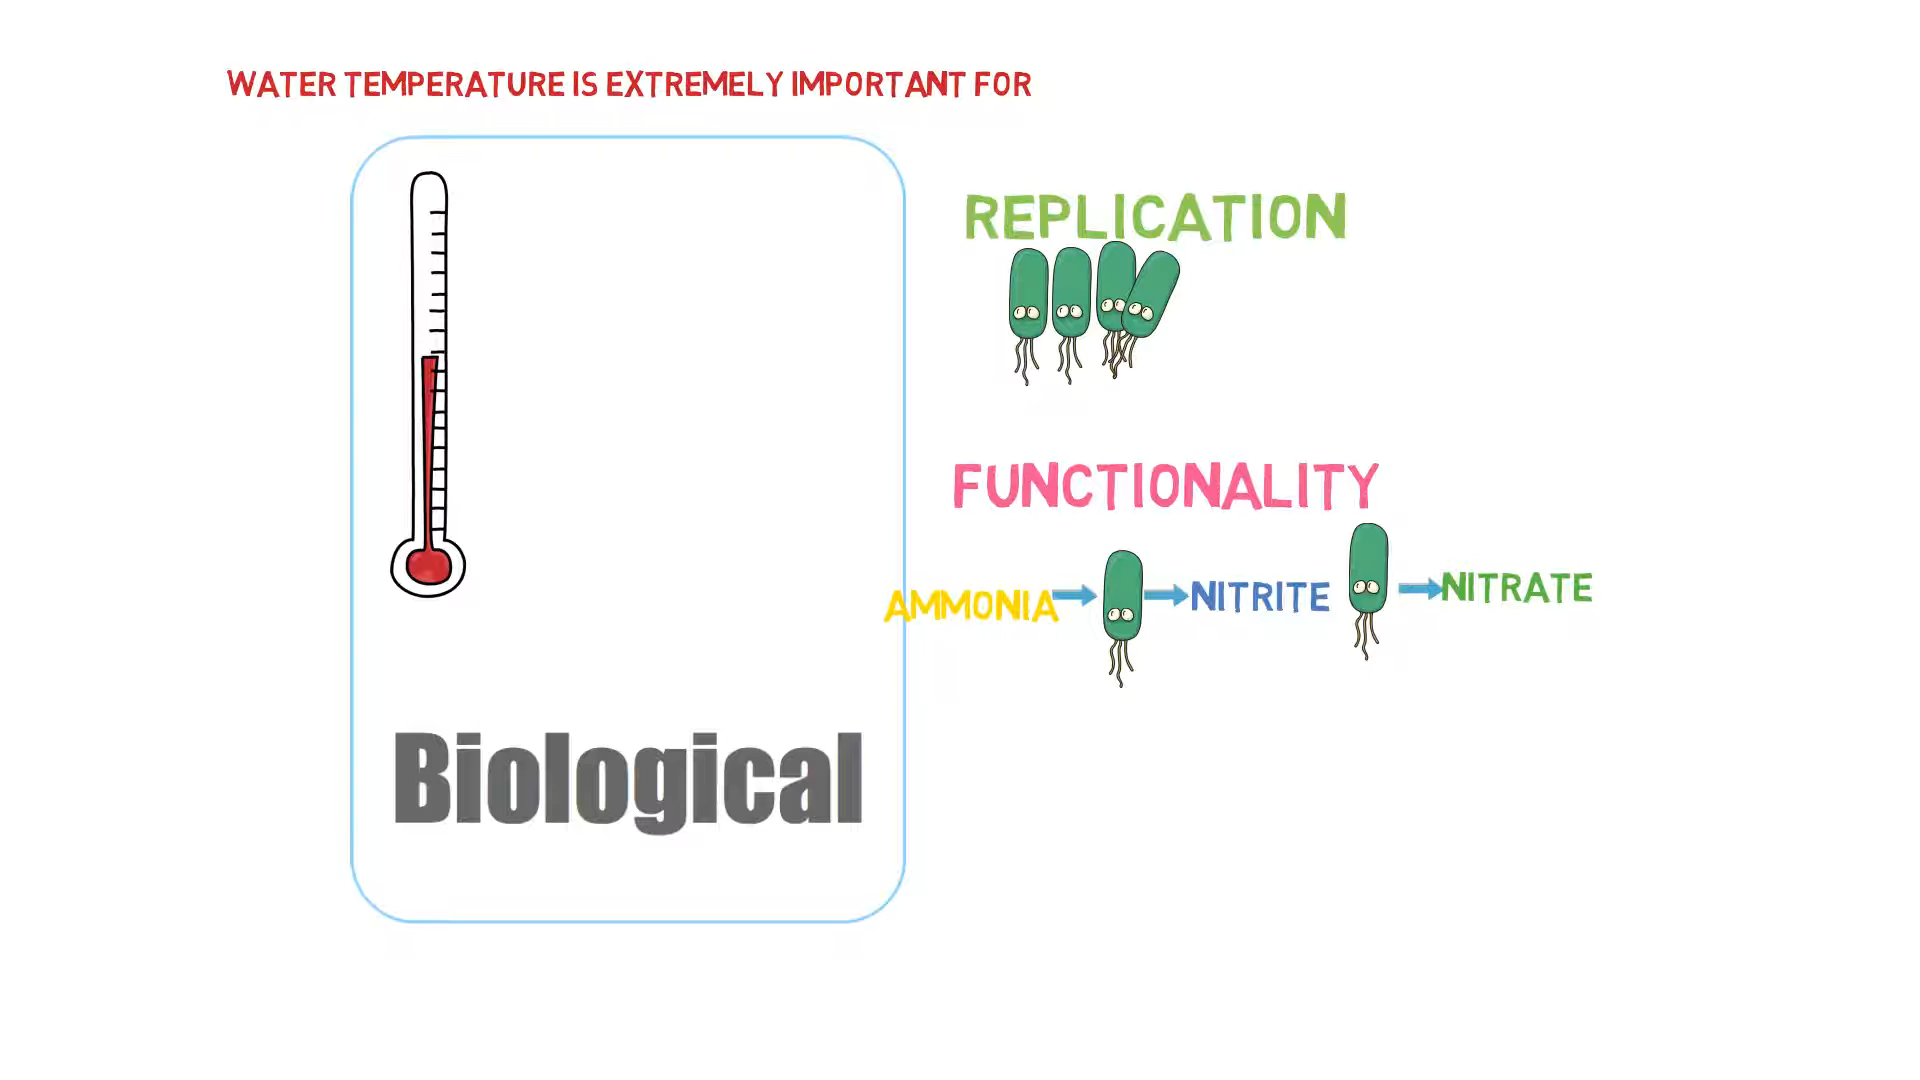 WATER TEMPERATURE IS EXTREMELY IMPORTANT FOR
REPLICATION
FUNCTIONALITY
AMMONIA NITRITE NITRATE
Biological